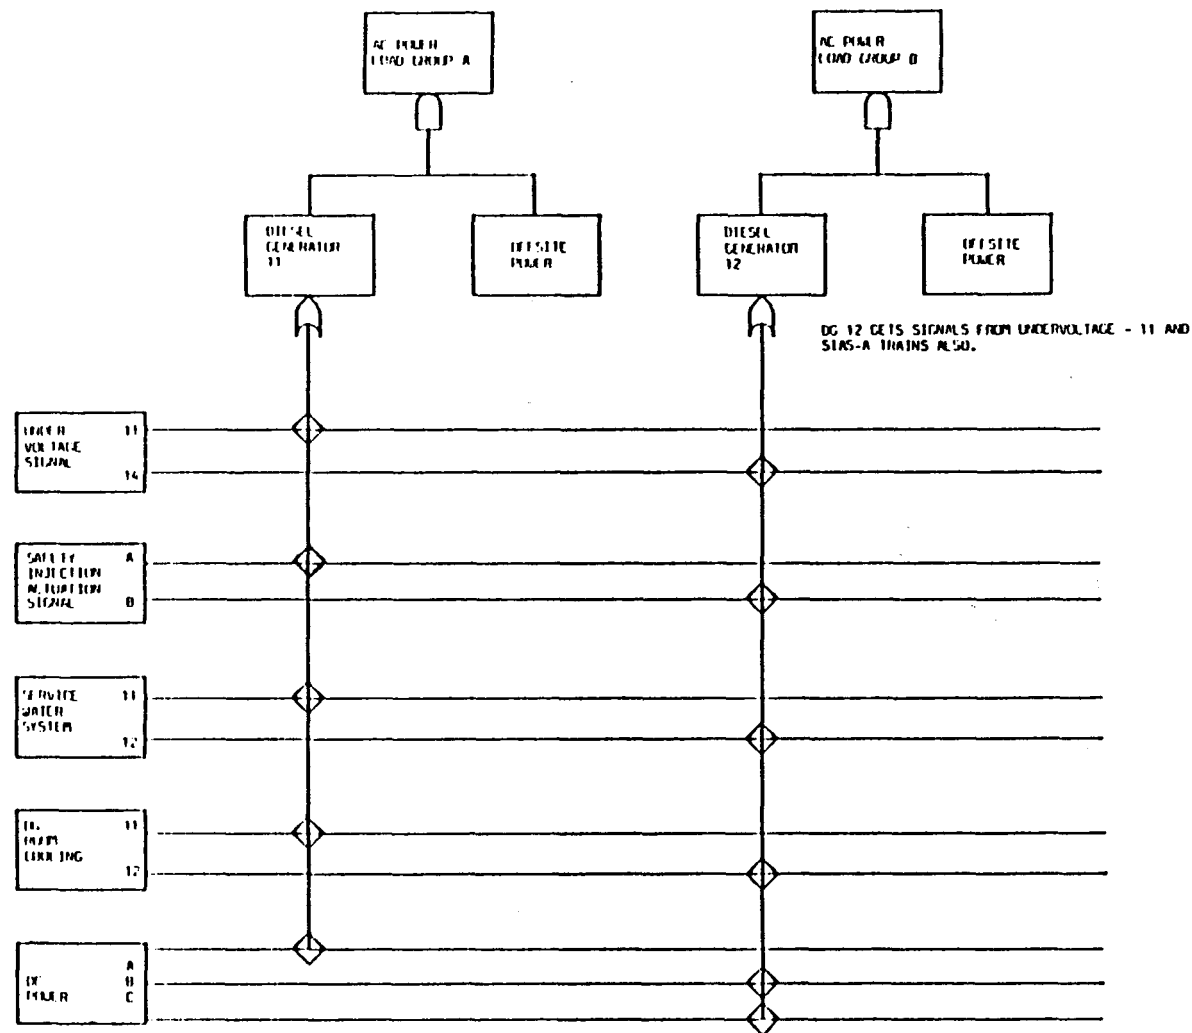 AC POWER
LOAD GROUP A
AC POWER
LOAD GROUP B
DIESEL
GENERATOR
11
OFFSITE
POWER
DIESEL
GENERATOR
12
OFFSITE
POWER
DG 12 GETS SIGNALS FROM UNDERVOLTAGE - 11 AND
SIAS-A TRAINS ALSO.
UNDER 11
VOLTAGE
SIGNAL
14
SAFETY A
INJECTION
ACTUATION
SIGNAL B
SERVICE 11
WATER
SYSTEM
12
DG 11
ROOM
COOLING
12
A
DC B
POWER C